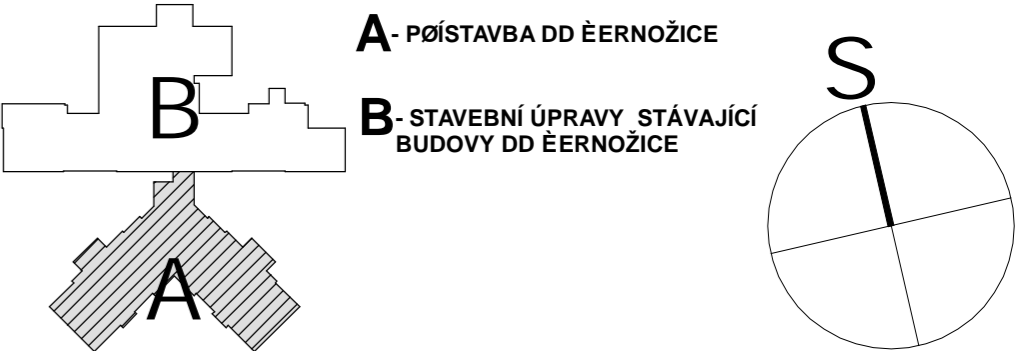 A - PØÍSTAVBA DD ÈERNOŽICE
B - STAVEBNÍ ÚPRAVY STÁVAJÍCÍ
BUDOVY DD ÈERNOŽICE
B
A
S